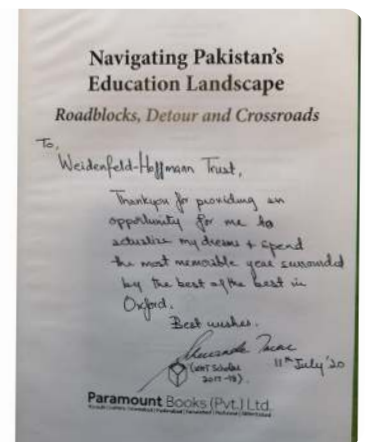 Navigating Pakistan's
Education Landscape
Roadblocks, Detour and Crossroads
To,
Weidenfeld-Hoffmann Trust,
Thankyou for providing an
opportunity for me to
actualize my dreams + spend
the most memorable year surrounded
by the best of the best in
Oxford.
Best wishes.
(WHT Scholar
2017-18)
11th July '20
Paramount Books (Pvt.) Ltd.